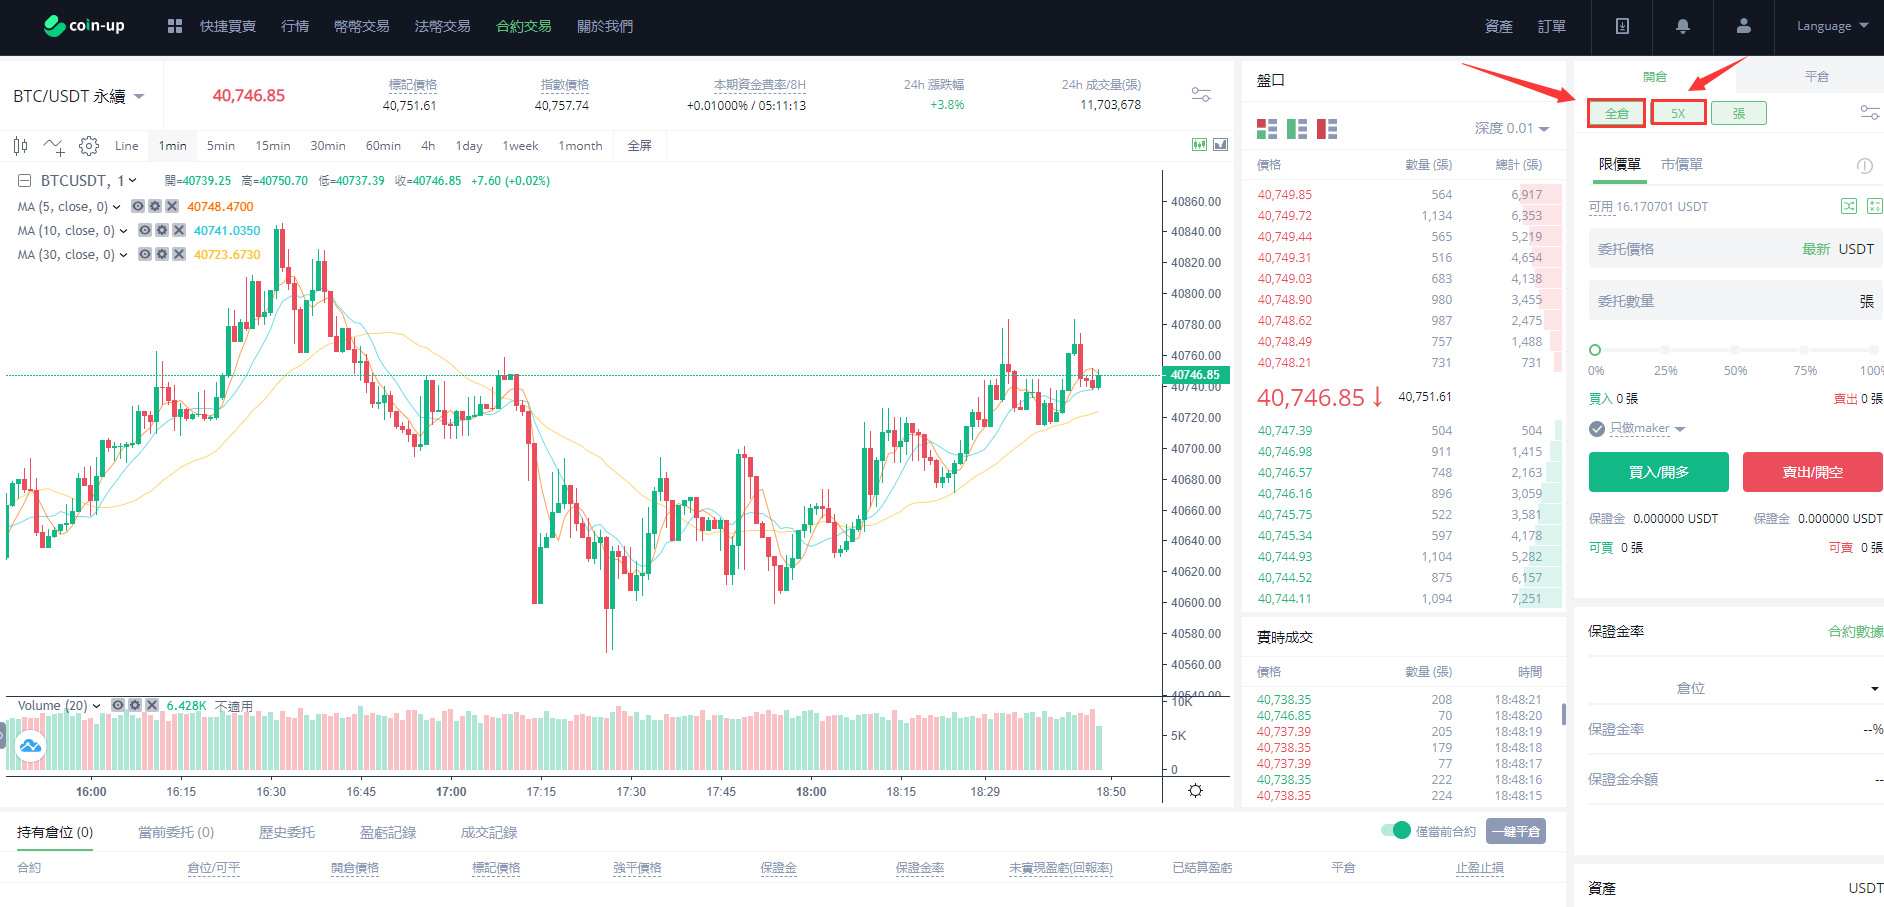 coin-up 快捷買賣 行情 幣幣交易 法幣交易 合約交易 關於我們 資產 訂單 Language
BTC/USDT 永續 40,746.85 標記價格 40,751.61 指數價格 40,757.74 本期資金費率/8H +0.01000% / 05:11:13 24h 漲跌幅 +3.8% 24h 成交量(張) 11,703,678
Line 1min 5min 15min 30min 60min 4h 1day 1week 1month 全屏
BTCUSDT, 1 開=40739.25 高=40750.70 低=40737.39 收=40746.85 +7.60 (+0.02%)
MA (5, close, 0) 40748.4700
MA (10, close, 0) 40741.0350
MA (30, close, 0) 40723.6730
40860.00
40840.00
40820.00
40800.00
40780.00
40760.00
40746.85
40740.00
40720.00
40700.00
40680.00
40660.00
40640.00
40620.00
40600.00
40580.00
40560.00
40540.00
Volume (20) 6.428K 不適用
10K
5K
0
16:00 16:15 16:30 16:45 17:00 17:15 17:30 17:45 18:00 18:15 18:29 18:50
盤口
深度 0.01
價格 數量 (張) 總計 (張)
40,749.85 564 6,917
40,749.72 1,134 6,353
40,749.44 565 5,219
40,749.31 516 4,654
40,749.03 683 4,138
40,748.90 980 3,455
40,748.62 987 2,475
40,748.49 757 1,488
40,748.21 731 731
40,746.85 ↓ 40,751.61
40,747.39 504 504
40,746.98 911 1,415
40,746.57 748 2,163
40,746.16 896 3,059
40,745.75 522 3,581
40,745.34 597 4,178
40,744.93 1,104 5,282
40,744.52 875 6,157
40,744.11 1,094 7,251
實時成交
價格 數量 (張) 時間
40,738.35 208 18:48:21
40,746.85 70 18:48:20
40,737.39 205 18:48:19
40,738.35 179 18:48:18
40,737.39 77 18:48:17
40,738.35 222 18:48:16
40,738.35 224 18:48:15
開倉 平倉
全倉 5X 張
限價單 市價單
可用 16.170701 USDT
委托價格 最新 USDT
委托數量 張
0% 25% 50% 75% 100%
買入 0 張 賣出 0 張
只做maker
買入/開多 賣出/開空
保證金 0.000000 USDT 保證金 0.000000 USDT
可買 0 張 可賣 0 張
保證金率 合約數據
倉位
保證金率 --%
保證金余額 --
資產 USDT
持有倉位 (0) 當前委托 (0) 歷史委托 盈虧記錄 成交記錄 僅當前合約 一鍵平倉
合約 倉位/可平 開倉價格 標記價格 強平價格 保證金 保證金率 未實現盈虧(回報率) 已結算盈虧 平倉 止盈止損